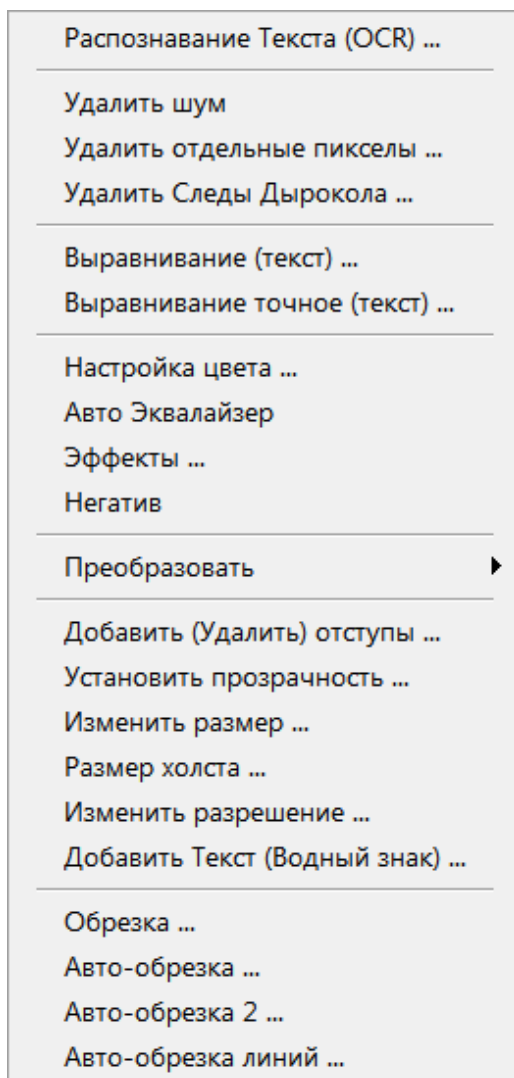 Распознавание Текста (OCR) ...
Удалить шум
Удалить отдельные пикселы ...
Удалить Следы Дырокола ...
Выравнивание (текст) ...
Выравнивание точное (текст) ...
Настройка цвета ...
Авто Эквалайзер
Эффекты ...
Негатив
Преобразовать
Добавить (Удалить) отступы ...
Установить прозрачность ...
Изменить размер ...
Размер холста ...
Изменить разрешение ...
Добавить Текст (Водный знак) ...
Обрезка ...
Авто-обрезка ...
Авто-обрезка 2 ...
Авто-обрезка линий ...